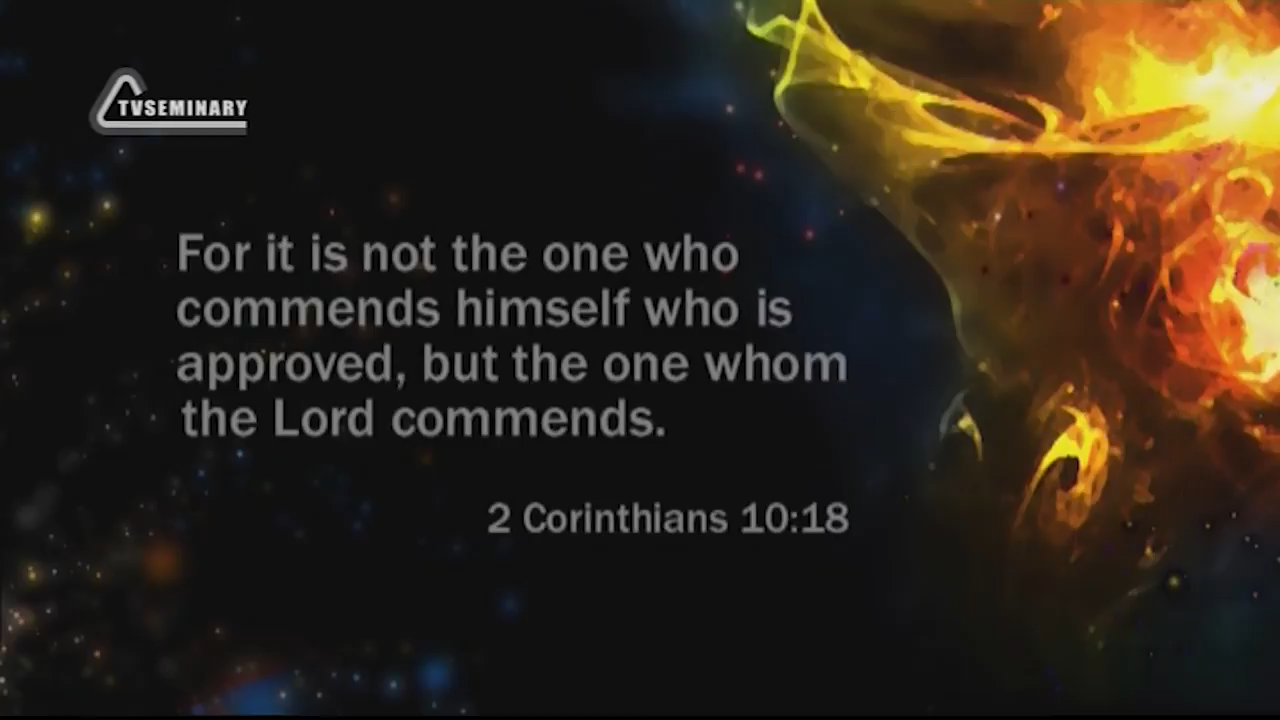 TVSEMINARY
For it is not the one who
commends himself who is
approved, but the one whom
the Lord commends.
2 Corinthians 10:18